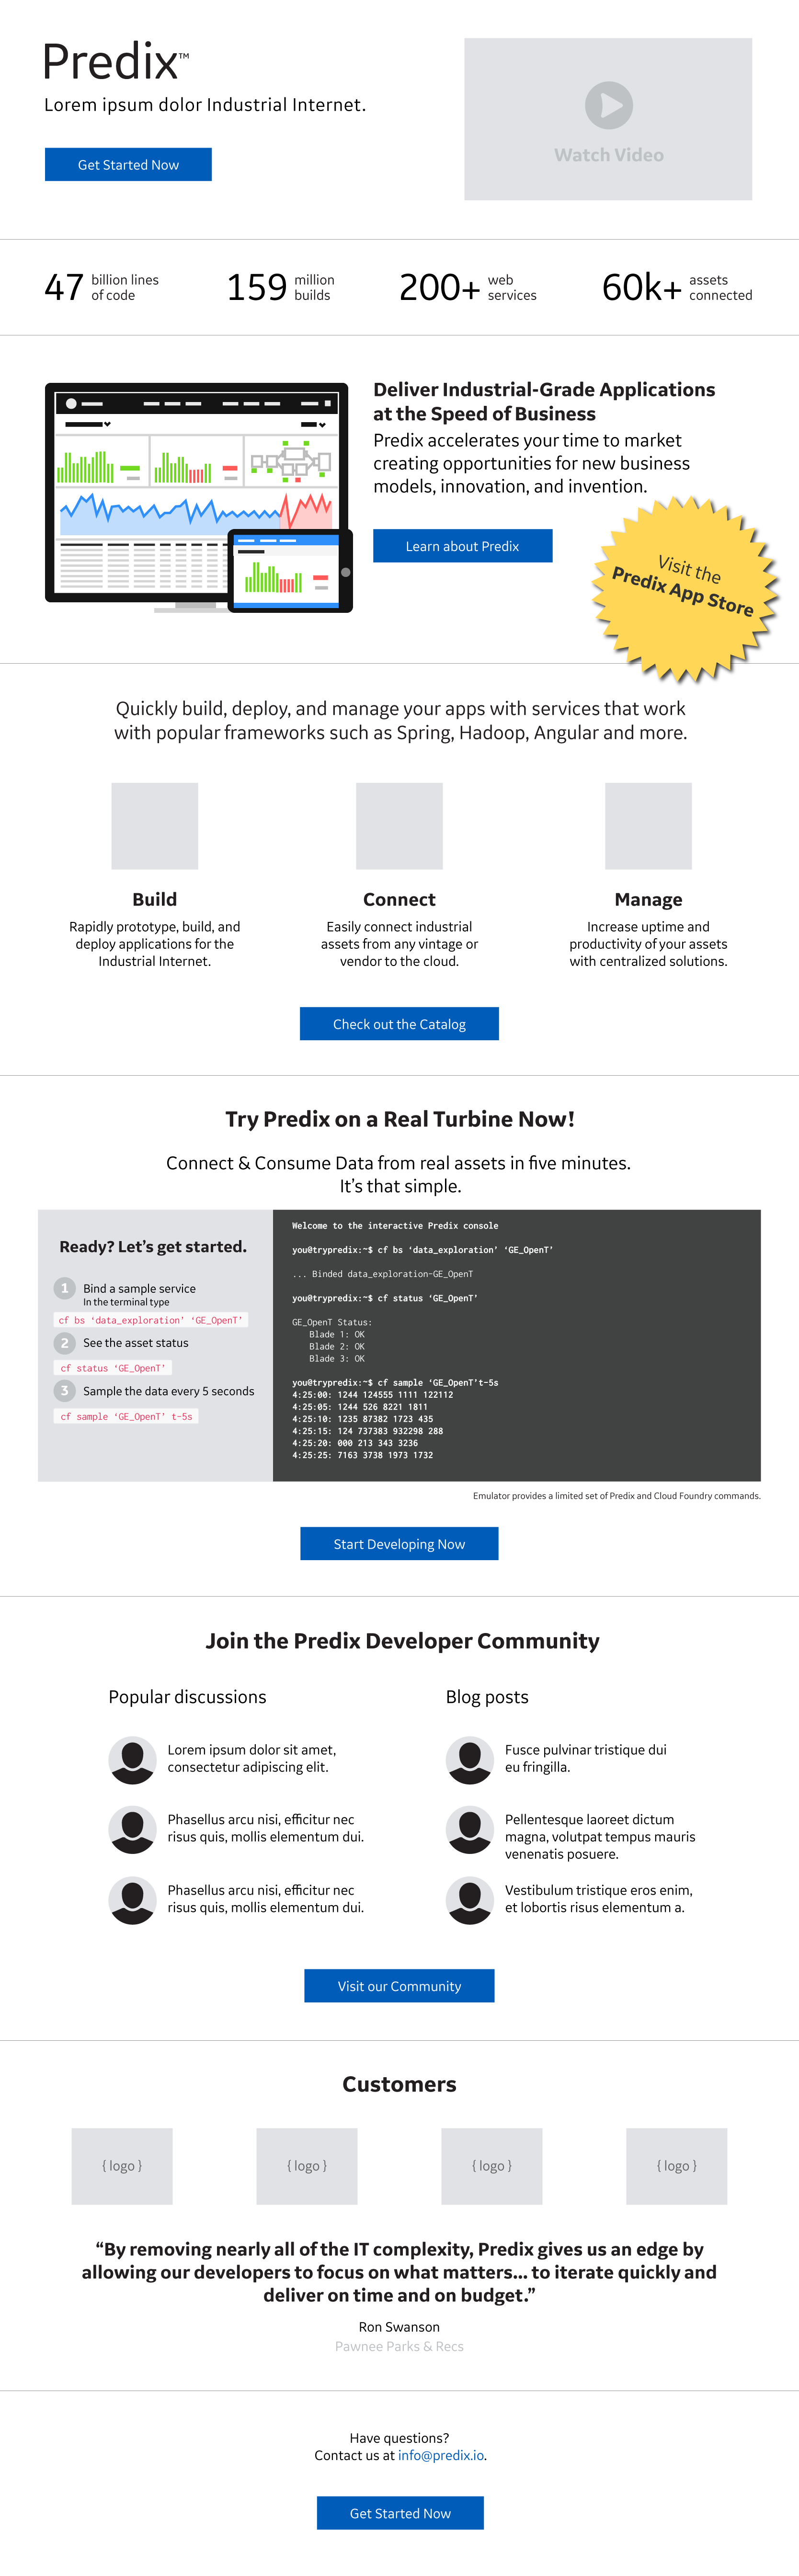 Predix™
Lorem ipsum dolor Industrial Internet.
Get Started Now
Watch Video
47 billion lines
of code
159 million
builds
200+ web
services
60k+ assets
connected
Deliver Industrial-Grade Applications
at the Speed of Business
Predix accelerates your time to market
creating opportunities for new business
models, innovation, and invention.
Learn about Predix
Visit the
Predix App Store
Quickly build, deploy, and manage your apps with services that work
with popular frameworks such as Spring, Hadoop, Angular and more.
Build
Rapidly prototype, build, and
deploy applications for the
Industrial Internet.
Connect
Easily connect industrial
assets from any vintage or
vendor to the cloud.
Manage
Increase uptime and
productivity of your assets
with centralized solutions.
Check out the Catalog
Try Predix on a Real Turbine Now!
Connect & Consume Data from real assets in five minutes.
It’s that simple.
Ready? Let’s get started.
1 Bind a sample service
In the terminal type
cf bs ‘data_exploration’ ‘GE_OpenT’
2 See the asset status
cf status ‘GE_OpenT’
3 Sample the data every 5 seconds
cf sample ‘GE_OpenT’ t-5s
Welcome to the interactive Predix console
you@trypredix:~$ cf bs ‘data_exploration’ ‘GE_OpenT’
... Binded data_exploration-GE_OpenT
you@trypredix:~$ cf status ‘GE_OpenT’
GE_OpenT Status:
Blade 1: OK
Blade 2: OK
Blade 3: OK
you@trypredix:~$ cf sample ‘GE_OpenT’t-5s
4:25:00: 1244 124555 1111 122112
4:25:05: 1244 526 8221 1811
4:25:10: 1235 87382 1723 435
4:25:15: 124 737383 932298 288
4:25:20: 000 213 343 3236
4:25:25: 7163 3738 1973 1732
Emulator provides a limited set of Predix and Cloud Foundry commands.
Start Developing Now
Join the Predix Developer Community
Popular discussions
Lorem ipsum dolor sit amet,
consectetur adipiscing elit.
Phasellus arcu nisi, efficitur nec
risus quis, mollis elementum dui.
Phasellus arcu nisi, efficitur nec
risus quis, mollis elementum dui.
Blog posts
Fusce pulvinar tristique dui
eu fringilla.
Pellentesque laoreet dictum
magna, volutpat tempus mauris
venenatis posuere.
Vestibulum tristique eros enim,
et lobortis risus elementum a.
Visit our Community
Customers
{ logo }
{ logo }
{ logo }
{ logo }
“By removing nearly all of the IT complexity, Predix gives us an edge by
allowing our developers to focus on what matters... to iterate quickly and
deliver on time and on budget.”
Ron Swanson
Pawnee Parks & Recs
Have questions?
Contact us at info@predix.io.
Get Started Now